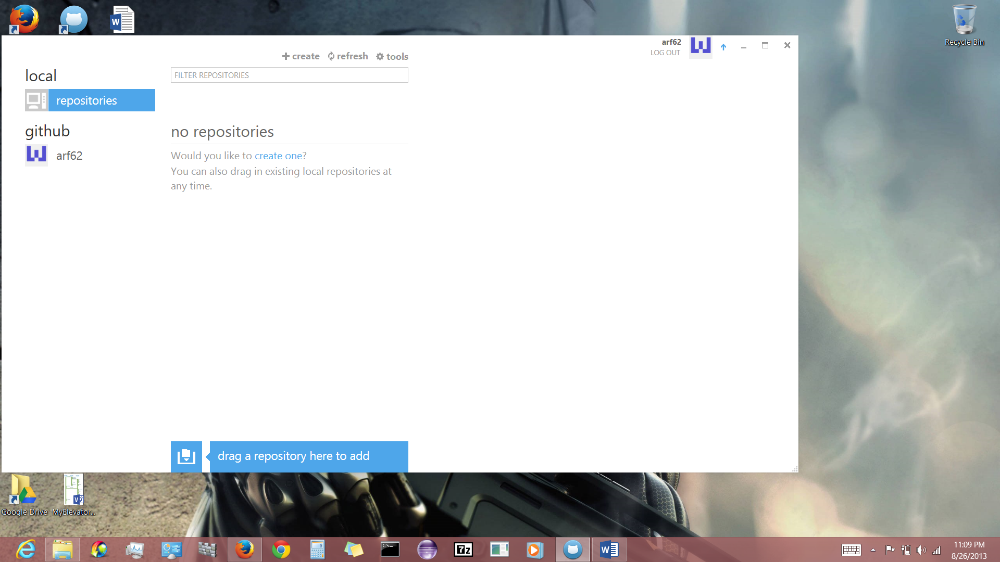 Recycle Bin
arf62
LOG OUT
create refresh tools
FILTER REPOSITORIES
local
repositories
github
arf62
no repositories
Would you like to create one?
You can also drag in existing local repositories at
any time.
drag a repository here to add
Google Drive
MyElevator...
W
7z
C:\_
11:09 PM
8/26/2013